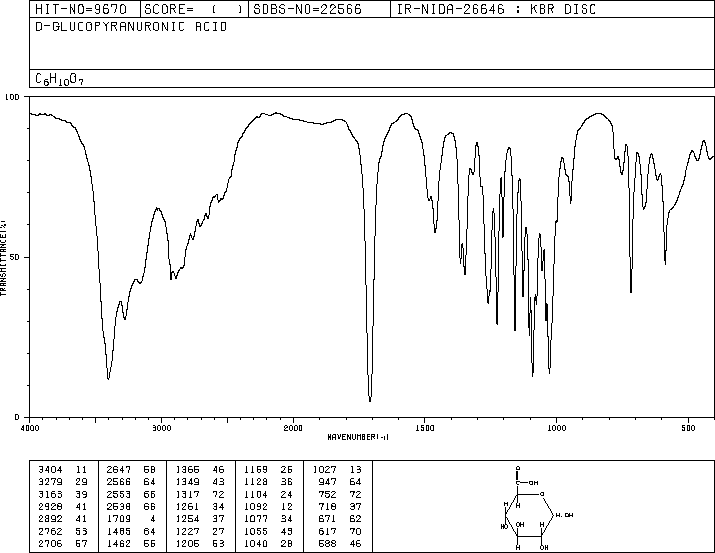 HIT-NO=9670 SCORE= ( ) SDBS-NO=22566 IR-NIDA-26646 : KBR DISC
D-GLUCOPYRANURONIC ACID
C6H10O7
100
50
0
TRANSMITTANCE(%)
4000 3000 2000 1500 1000 500
WAVENUMBER(-1)
3404 11 2647 58 1366 46 1159 26 1027 13
3279 29 2566 64 1349 43 1128 36 947 64
3163 39 2553 66 1317 72 1104 24 752 72
2928 41 2538 66 1261 34 1092 12 718 37
2892 41 1709 4 1254 37 1077 34 671 62
2762 53 1485 64 1227 27 1055 49 617 70
2706 57 1462 55 1205 53 1040 28 588 46
O
C OH
H O
H H H, OH
HO OH H
H OH